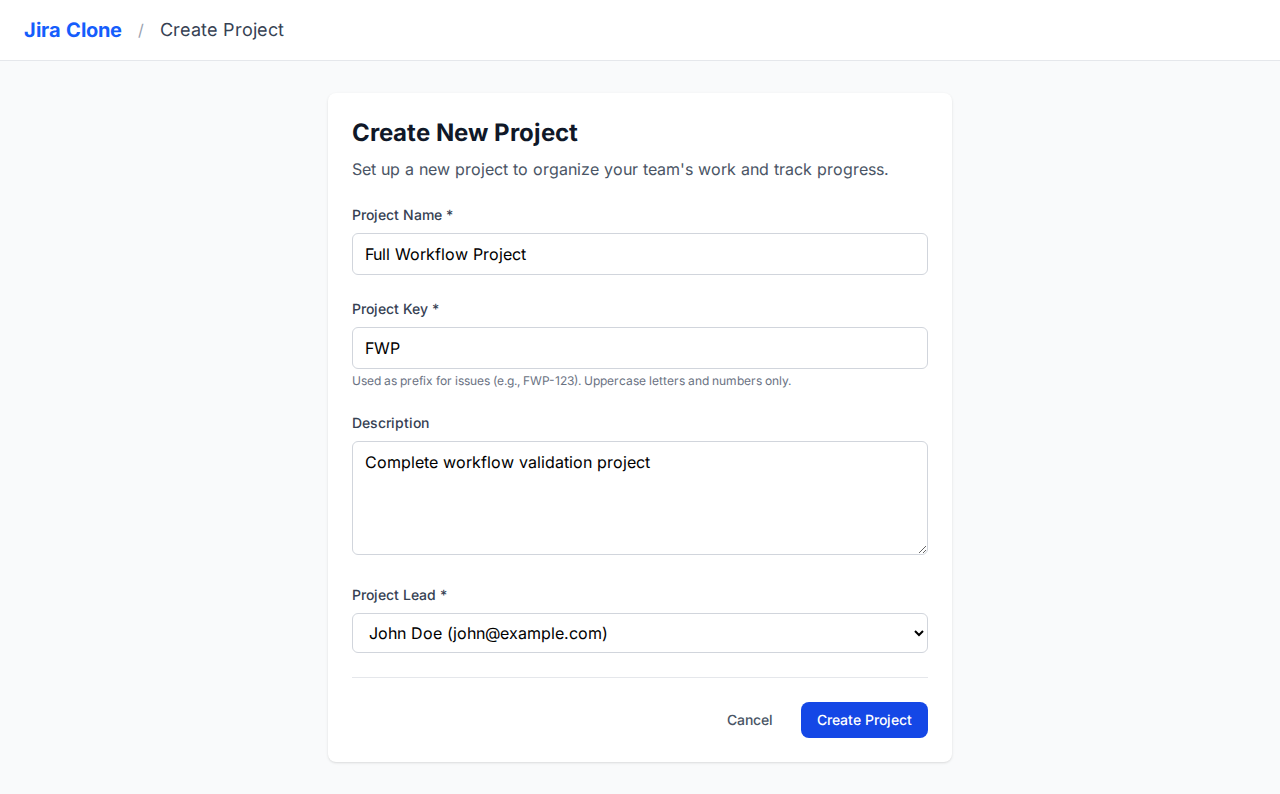 Jira Clone / Create Project
Create New Project
Set up a new project to organize your team's work and track progress.
Project Name *
Full Workflow Project
Project Key *
FWP
Used as prefix for issues (e.g., FWP-123). Uppercase letters and numbers only.
Description
Complete workflow validation project
Project Lead *
John Doe (john@example.com)
Cancel Create Project